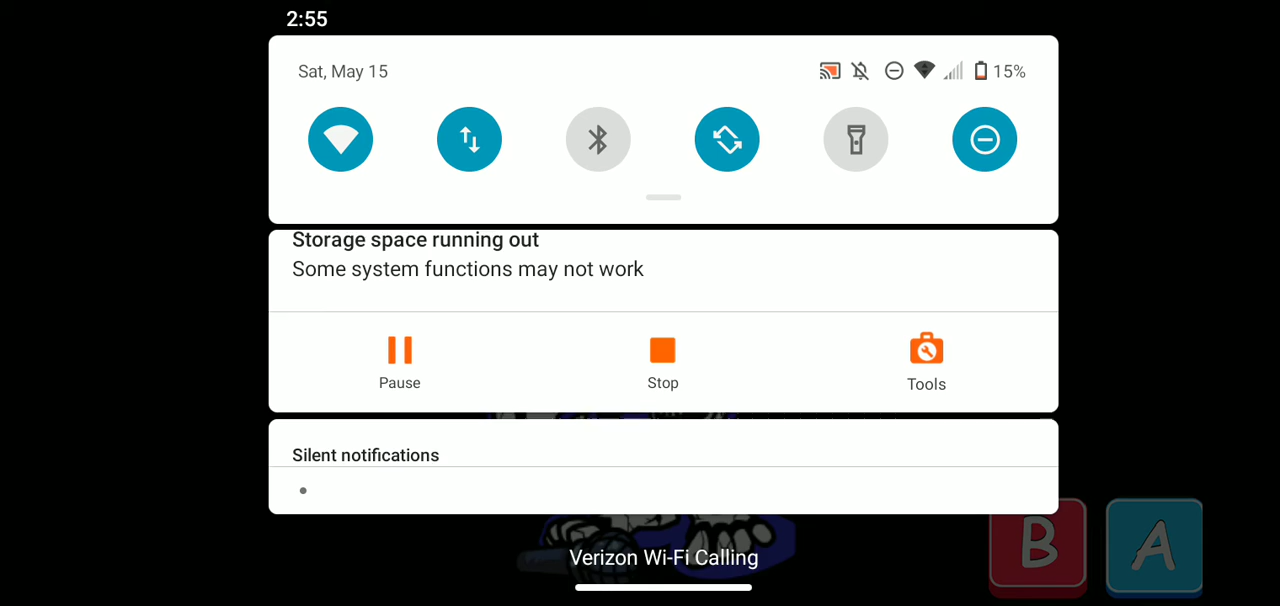 2:55
Sat, May 15
15%
Storage space running out
Some system functions may not work
Pause
Stop
Tools
Silent notifications
Verizon Wi-Fi Calling
B
A